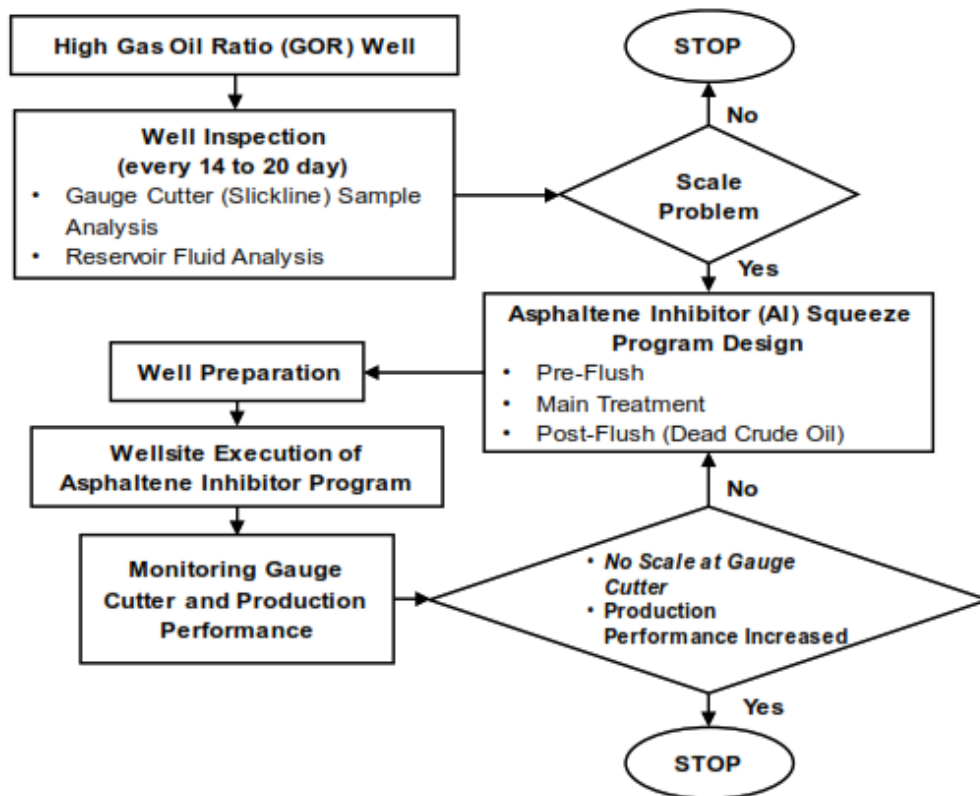 High Gas Oil Ratio (GOR) Well
STOP
No
Well Inspection
(every 14 to 20 day)
• Gauge Cutter (Slickline) Sample
Analysis
• Reservoir Fluid Analysis
Scale
Problem
Yes
Asphaltene Inhibitor (AI) Squeeze
Program Design
• Pre-Flush
• Main Treatment
• Post-Flush (Dead Crude Oil)
Well Preparation
Wellsite Execution of
Asphaltene Inhibitor Program
Monitoring Gauge
Cutter and Production
Performance
No
• No Scale at Gauge
Cutter
• Production
Performance Increased
Yes
STOP